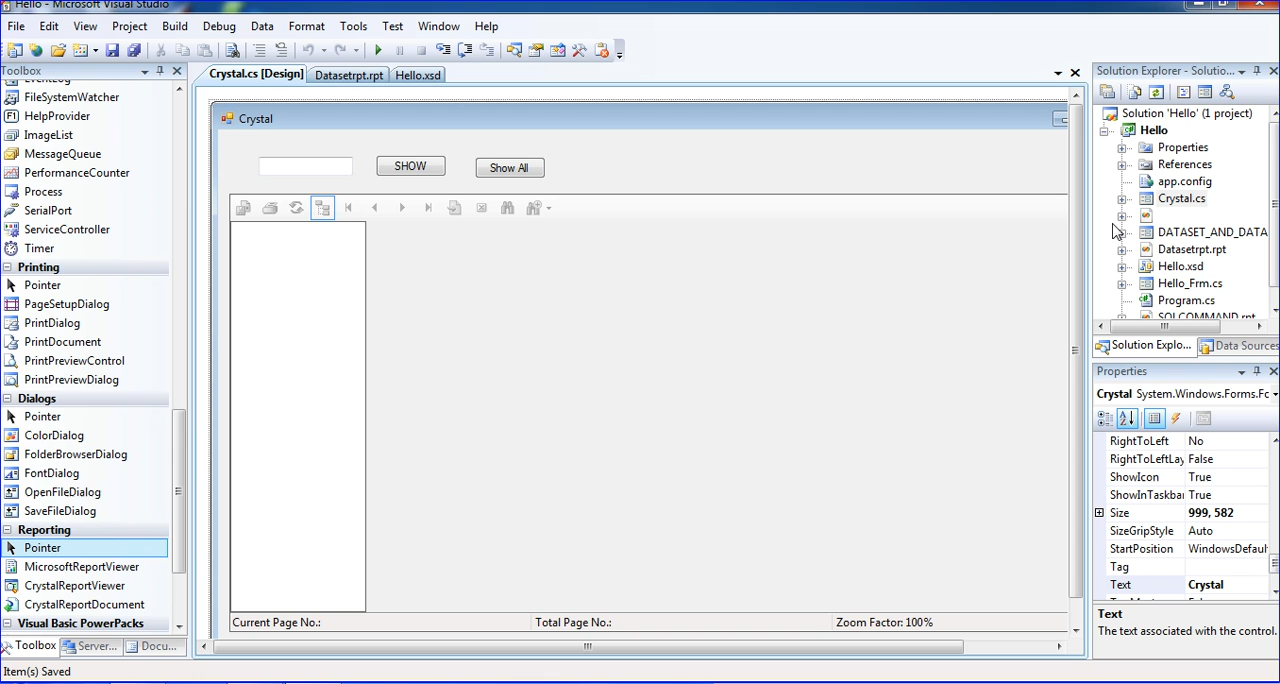 Hello - Microsoft Visual Studio
File Edit View Project Build Debug Data Format Tools Test Window Help
Toolbox
Crystal.cs [Design] Datasetrpt.rpt Hello.xsd
EventLog
FileSystemWatcher
HelpProvider
ImageList
MessageQueue
PerformanceCounter
Process
SerialPort
ServiceController
Timer
Printing
Pointer
PageSetupDialog
PrintDialog
PrintDocument
PrintPreviewControl
PrintPreviewDialog
Dialogs
Pointer
ColorDialog
FolderBrowserDialog
FontDialog
OpenFileDialog
SaveFileDialog
Reporting
Pointer
MicrosoftReportViewer
CrystalReportViewer
CrystalReportDocument
Visual Basic PowerPacks
Toolbox Server... Docu...
Item(s) Saved
Crystal
SHOW Show All
Current Page No.: Total Page No.: Zoom Factor: 100%
Solution Explorer - Solutio...
Solution 'Hello' (1 project)
Hello
Properties
References
app.config
Crystal.cs
DATASET_AND_DATA
Datasetrpt.rpt
Hello.xsd
Hello_Frm.cs
Program.cs
SQLCOMMAND.rpt
Solution Explo... Data Sources
Properties
Crystal System.Windows.Forms.Fc
RightToLeft No
RightToLeftLay False
ShowIcon True
ShowInTaskbar True
Size 999, 582
SizeGripStyle Auto
StartPosition WindowsDefaul
Tag
Text Crystal
Text
The text associated with the control.